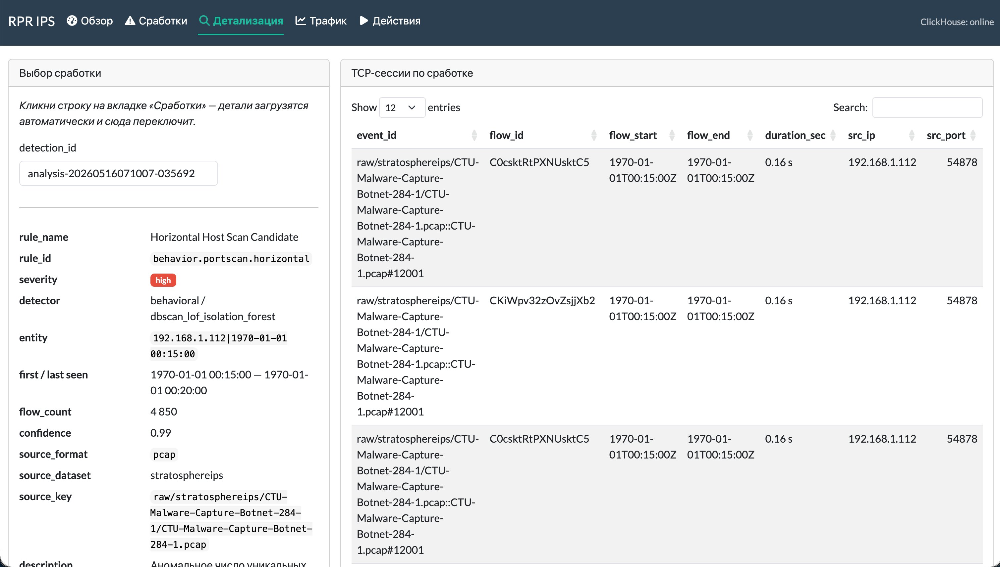 RPR IPS Обзор Сработки Детализация Трафик Действия ClickHouse: online
Выбор сработки
Кликни строку на вкладке «Сработки» — детали загрузятся
автоматически и сюда переключит.
detection_id
analysis-20260516071007-035692
rule_name Horizontal Host Scan Candidate
rule_id behavior.portscan.horizontal
severity high
detector behavioral /
dbscan_lof_isolation_forest
entity 192.168.1.112|1970-01-01
00:15:00
first / last seen 1970-01-01 00:15:00 — 1970-01-
01 00:20:00
flow_count 4 850
confidence 0.99
source_format pcap
source_dataset stratosphereips
source_key raw/stratosphereips/CTU-
Malware-Capture-Botnet-284-
1/CTU-Malware-Capture-Botnet-
284-1.pcap
description Аномальное число уникальных
TCP-сессии по сработке
Show 12 entries Search:
event_id flow_id flow_start flow_end duration_sec src_ip src_port
raw/stratosphereips/CTU- C0csktRtPXNUsktC5 1970-01- 1970-01- 0.16 s 192.168.1.112 54878
Malware-Capture- 01T00:15:00Z 01T00:15:00Z
Botnet-284-1/CTU-
Malware-Capture-
Botnet-284-1.pcap::CTU-
Malware-Capture-
Botnet-284-
1.pcap#12001
raw/stratosphereips/CTU- CKiWpv32zOvZsjjXb2 1970-01- 1970-01- 0.16 s 192.168.1.112 54878
Malware-Capture- 01T00:15:00Z 01T00:15:00Z
Botnet-284-1/CTU-
Malware-Capture-
Botnet-284-1.pcap::CTU-
Malware-Capture-
Botnet-284-
1.pcap#12001
raw/stratosphereips/CTU- C0csktRtPXNUsktC5 1970-01- 1970-01- 0.16 s 192.168.1.112 54878
Malware-Capture- 01T00:15:00Z 01T00:15:00Z
Botnet-284-1/CTU-
Malware-Capture-
Botnet-284-1.pcap::CTU-
Malware-Capture-
Botnet-284-
1.pcap#12001